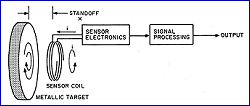 STANDOFF
SENSOR ELECTRONICS
SIGNAL PROCESSING
OUTPUT
SENSOR COIL
METALLIC TARGET